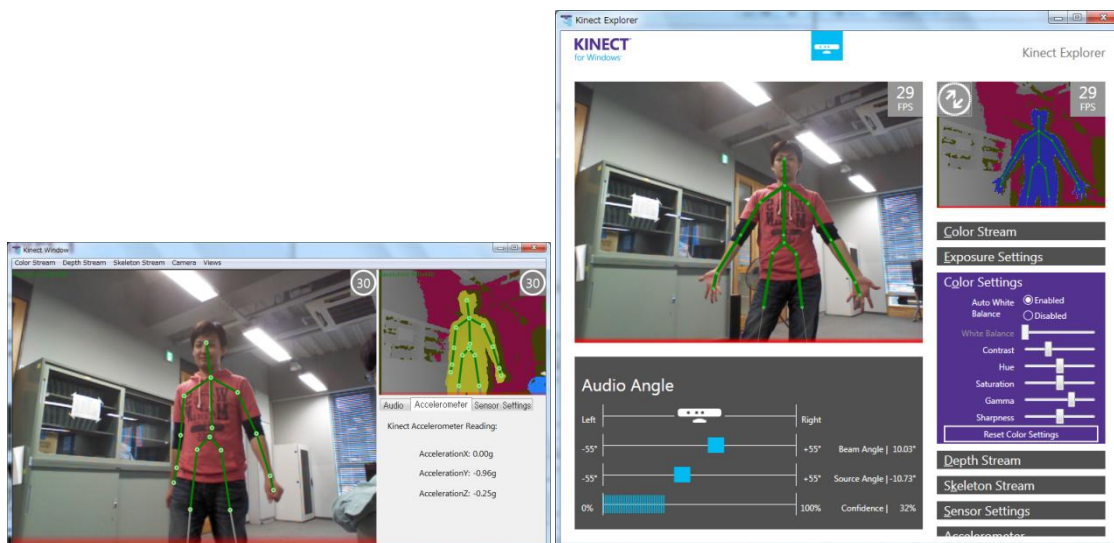 Kinect Window
Color Stream Depth Stream Skeleton Stream Camera Views
30
30
Audio Accelerometer Sensor Settings
Kinect Accelerometer Reading:
AccelerationX: 0.00g
AccelerationY: -0.96g
AccelerationZ: -0.25g
Kinect Explorer
KINECT
for Windows
Kinect Explorer
29
FPS
29
FPS
Color Stream
Exposure Settings
Color Settings
Auto White Balance
Enabled
Disabled
White Balance
Contrast
Hue
Saturation
Gamma
Sharpness
Reset Color Settings
Depth Stream
Skeleton Stream
Sensor Settings
Accelerometer
Audio Angle
Left Right
-55° +55° Beam Angle | 10.03°
-55° +55° Source Angle |-10.73°
0% 100% Confidence | 32%